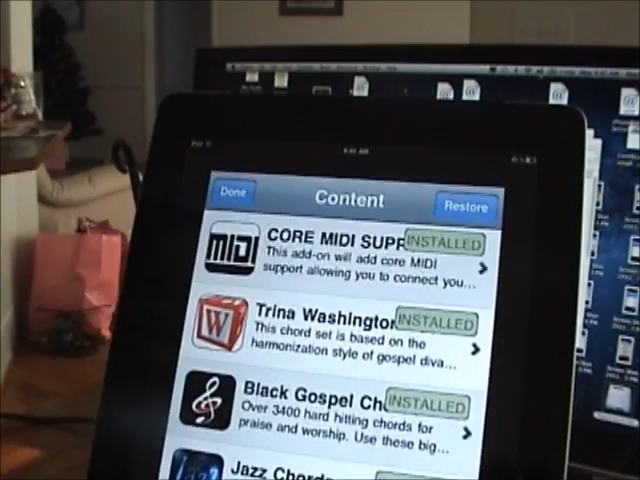 iPad
Done
Content
Restore
MIDI
CORE MIDI SUPP
INSTALLED
This add-on will add core MIDI
support allowing you to connect you...
W
Trina Washington
INSTALLED
This chord set is based on the
harmonization style of gospel diva...
Black Gospel Ch
INSTALLED
Over 3400 hard hitting chords for
praise and worship. Use these big...
Jazz
Jazz Chords